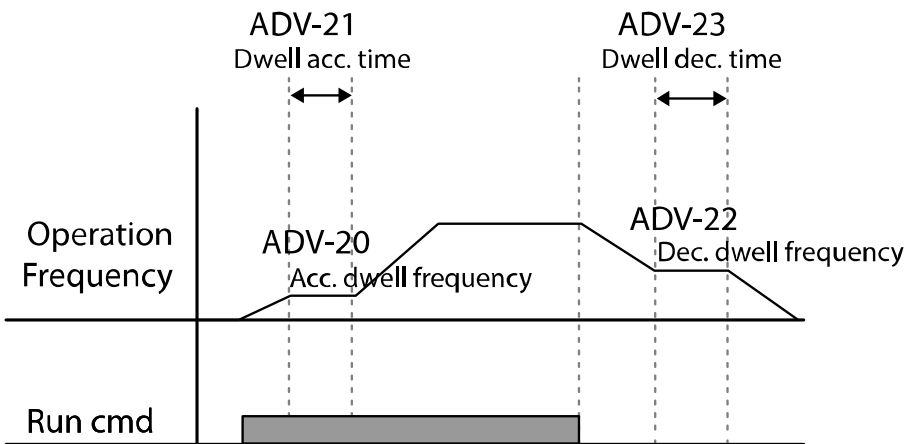 ADV-21
Dwell acc. time
ADV-23
Dwell dec. time
Operation
Frequency
ADV-20
Acc. dwell frequency
ADV-22
Dec. dwell frequency
Run cmd